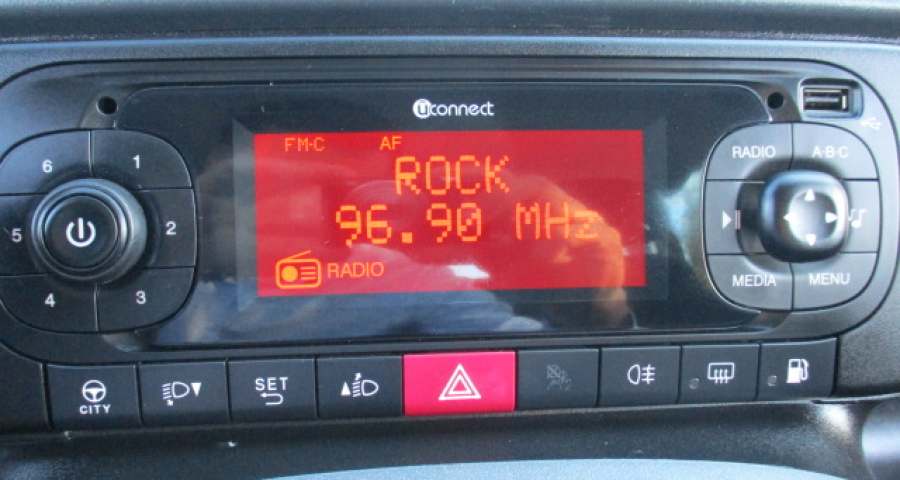 uconnect
FM-C AF
ROCK
96.90 MHz
RADIO
6 1
5 2
4 3
RADIO A·B·C
MEDIA MENU
CITY
SET